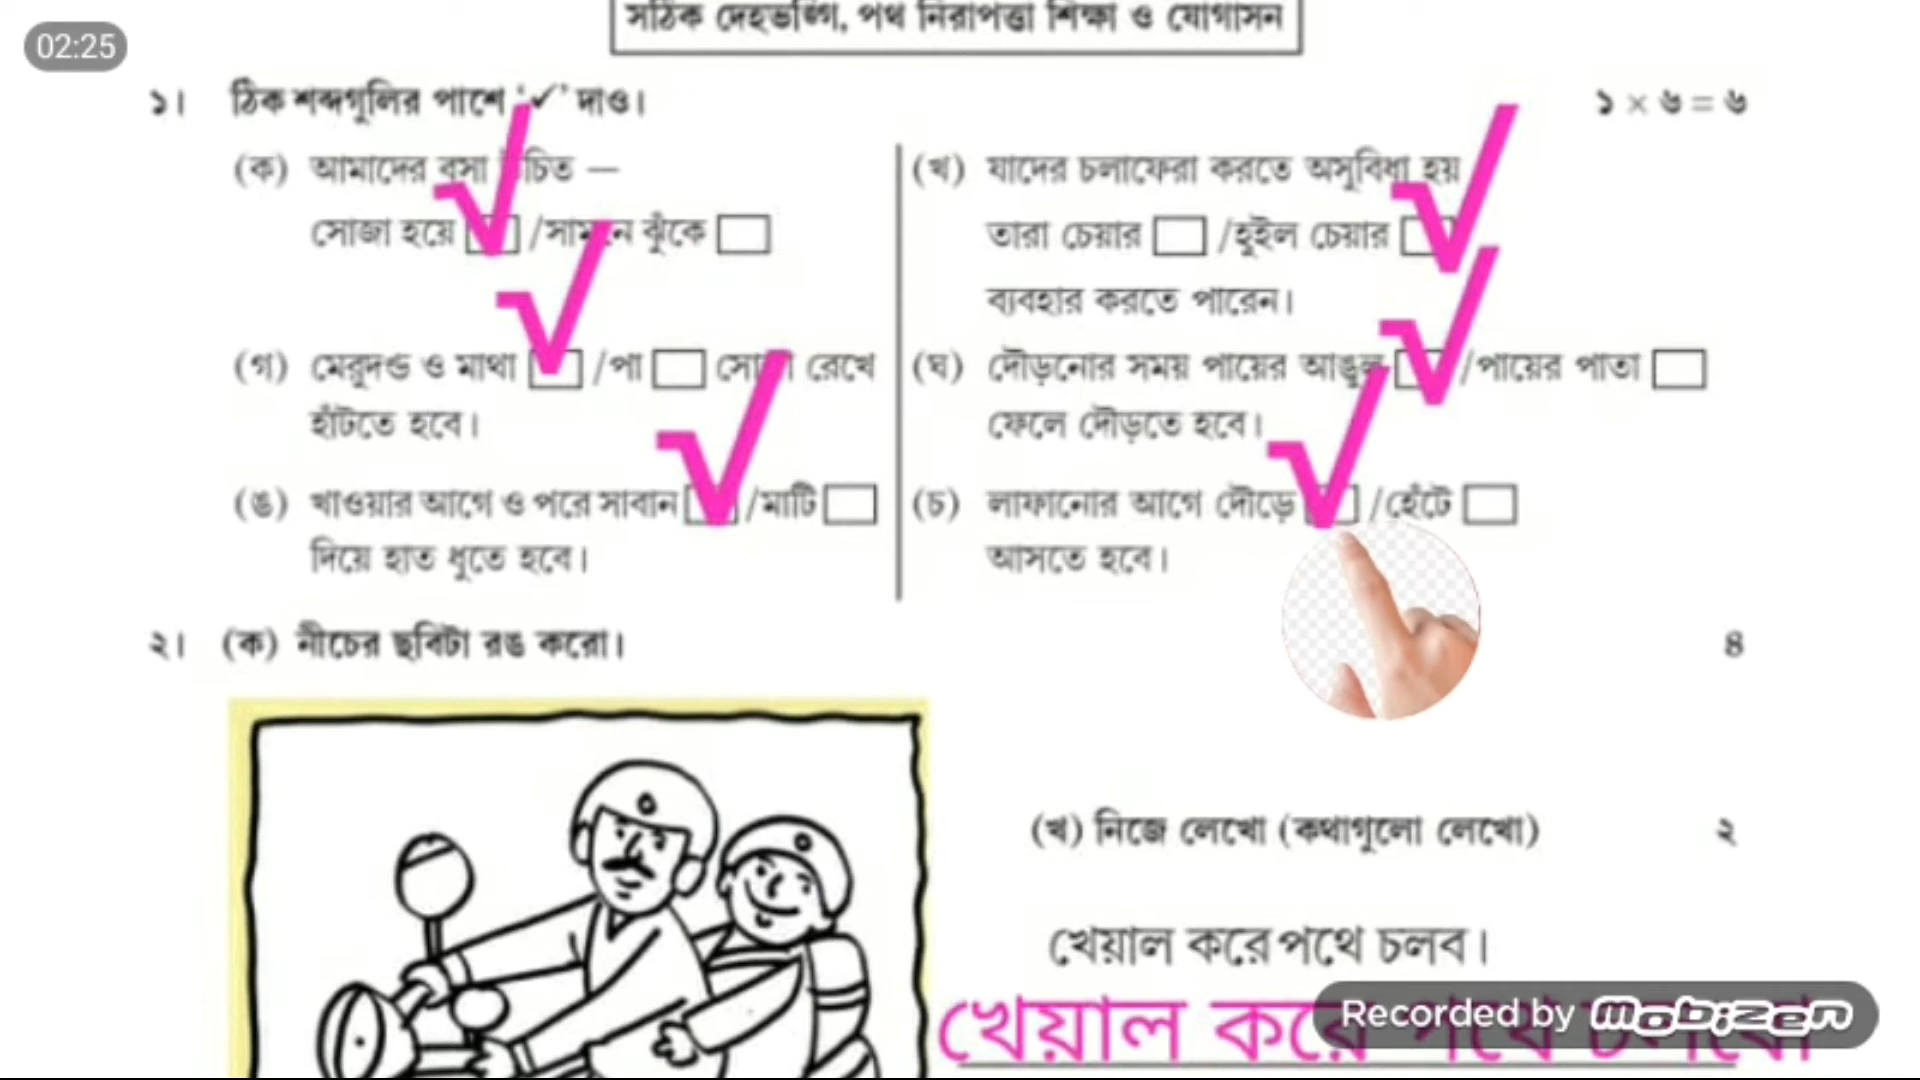 02:25
সঠিক দেহভঙ্গি, পথ নিরাপত্তা শিক্ষা ও যোগাসন
১। ঠিক শব্দগুলির পাশে ‘✓’ দাও। ১ × ৬ = ৬
(ক) আমাদের বসা উচিত —
সোজা হয়ে /সামনে ঝুঁকে
(খ) যাদের চলাফেরা করতে অসুবিধা হয়
তারা চেয়ার /হুইল চেয়ার
ব্যবহার করতে পারেন।
(গ) মেরুদণ্ড ও মাথা /পা সোজা রেখে
হাঁটতে হবে।
(ঘ) দৌড়নোর সময় পায়ের আঙুল /পায়ের পাতা
ফেলে দৌড়তে হবে।
(ঙ) খাওয়ার আগে ও পরে সাবান /মাটি
দিয়ে হাত ধুতে হবে।
(চ) লাফানোর আগে দৌড়ে /হেঁটে
আসতে হবে।
২। (ক) নীচের ছবিটা রঙ করো। ৪
(খ) নিজে লেখো (কথাগুলো লেখো) ২
খেয়াল করে পথে চলব।
খেয়াল করে পথে চলবো
Recorded by mobizen